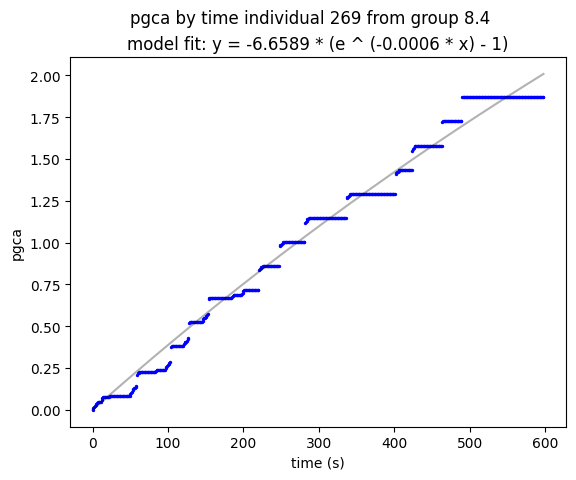 pgca by time individual 269 from group 8.4
model fit: y = -6.6589 * (e ^ (-0.0006 * x) - 1)
2.00
1.75
1.50
1.25
1.00
0.75
0.50
0.25
0.00
pgca
0 100 200 300 400 500 600
time (s)